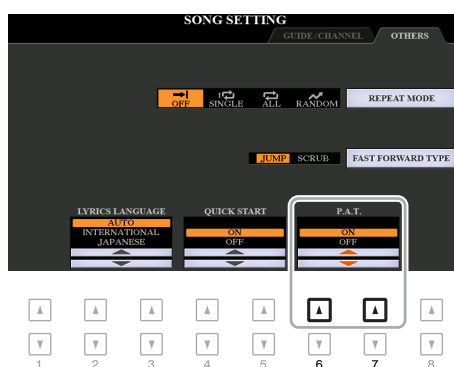 SONG SETTING
GUIDE/CHANNEL
OTHERS
OFF
1
SINGLE
ALL
RANDOM
REPEAT MODE
JUMP
SCRUB
FAST FORWARD TYPE
LYRICS LANGUAGE
AUTO
INTERNATIONAL
JAPANESE
QUICK START
ON
OFF
P.A.T.
ON
OFF
1 2 3 4 5 6 7 8